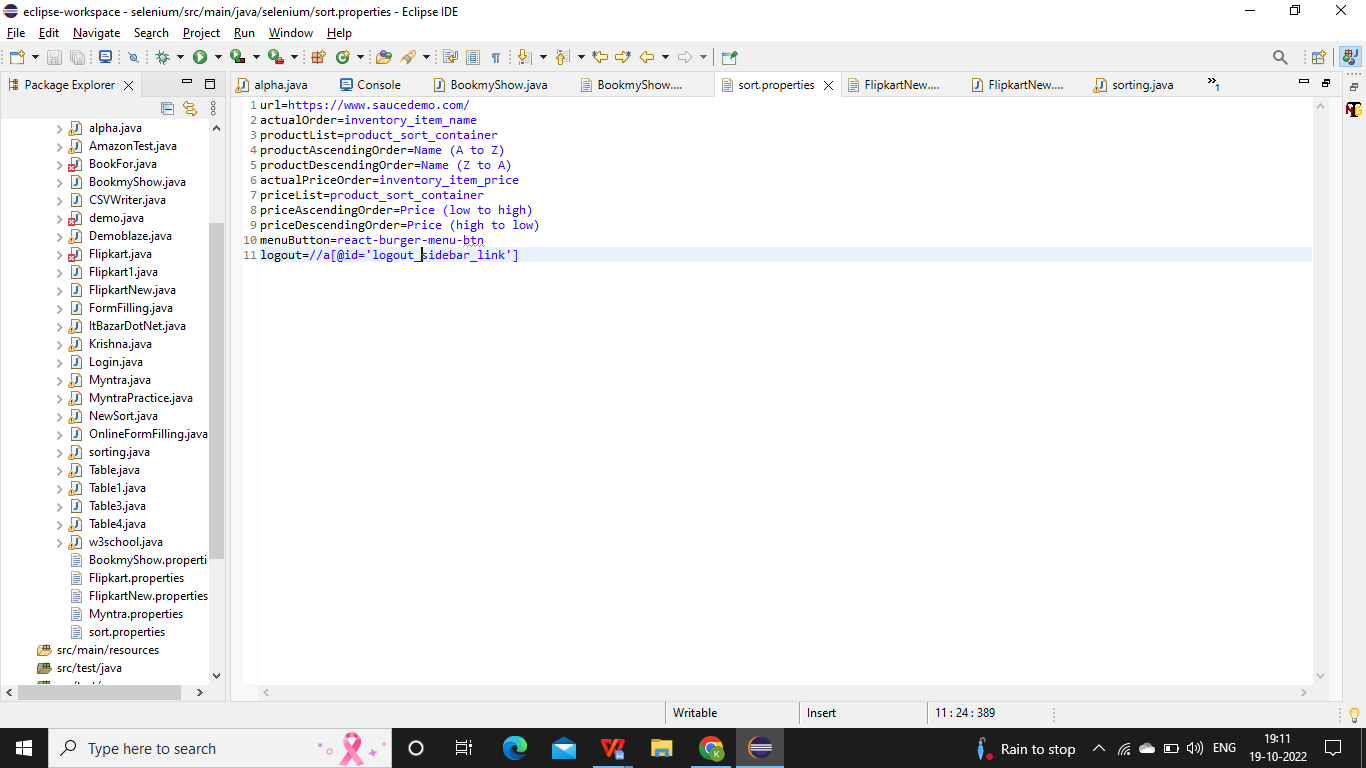 eclipse-workspace - selenium/src/main/java/selenium/sort.properties - Eclipse IDE
File Edit Navigate Search Project Run Window Help
Package Explorer
alpha.java Console BookmyShow.java BookmyShow.... sort.properties FlipkartNew.... FlipkartNew.... sorting.java »1
alpha.java
AmazonTest.java
BookFor.java
BookmyShow.java
CSVWriter.java
demo.java
Demoblaze.java
Flipkart.java
Flipkart1.java
FlipkartNew.java
FormFilling.java
ItBazarDotNet.java
Krishna.java
Login.java
Myntra.java
MyntraPractice.java
NewSort.java
OnlineFormFilling.java
sorting.java
Table.java
Table1.java
Table3.java
Table4.java
w3school.java
BookmyShow.properti
Flipkart.properties
FlipkartNew.properties
Myntra.properties
sort.properties
src/main/resources
src/test/java
1 url=https://www.saucedemo.com/
2 actualOrder=inventory_item_name
3 productList=product_sort_container
4 productAscendingOrder=Name (A to Z)
5 productDescendingOrder=Name (Z to A)
6 actualPriceOrder=inventory_item_price
7 priceList=product_sort_container
8 priceAscendingOrder=Price (low to high)
9 priceDescendingOrder=Price (high to low)
10 menuButton=react-burger-menu-btn
11 logout=//a[@id='logout_sidebar_link']
Writable Insert 11 : 24 : 389
Type here to search
Rain to stop ENG 19:11
19-10-2022